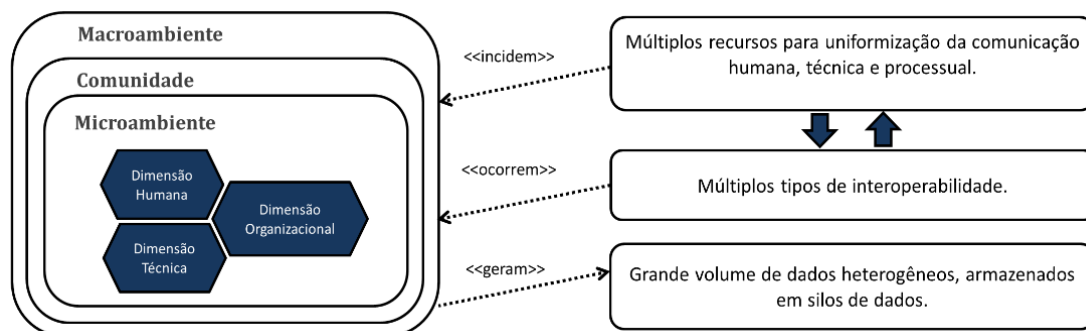 Macroambiente
Comunidade
Microambiente
Dimensão
Humana
Dimensão
Organizacional
Dimensão
Técnica
<<incidem>>
<<ocorrem>>
<<geram>>
Múltiplos recursos para uniformização da comunicação
humana, técnica e processual.
Múltiplos tipos de interoperabilidade.
Grande volume de dados heterogêneos, armazenados
em silos de dados.